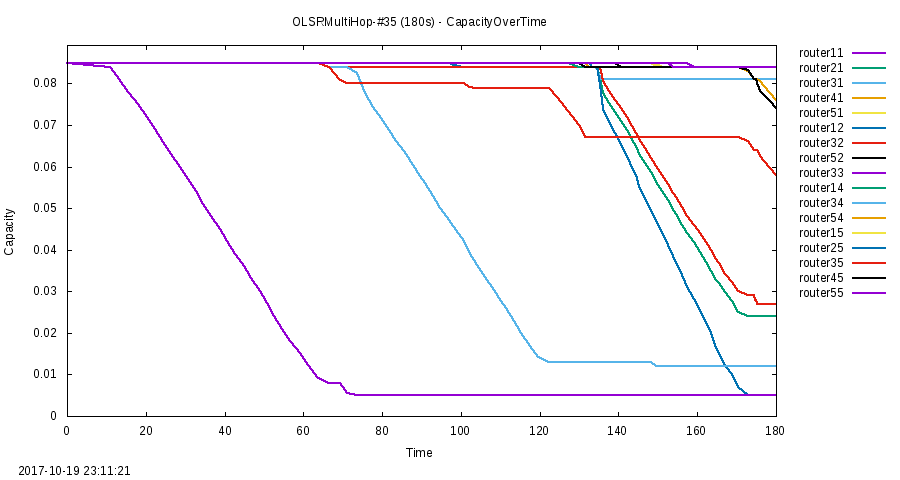 OLSRMultiHop-#35 (180s) - CapacityOverTime
Capacity
0.08
0.07
0.06
0.05
0.04
0.03
0.02
0.01
0
0 20 40 60 80 100 120 140 160 180
Time
router11
router21
router31
router41
router51
router12
router32
router52
router33
router14
router34
router54
router15
router25
router35
router45
router55
2017-10-19 23:11:21